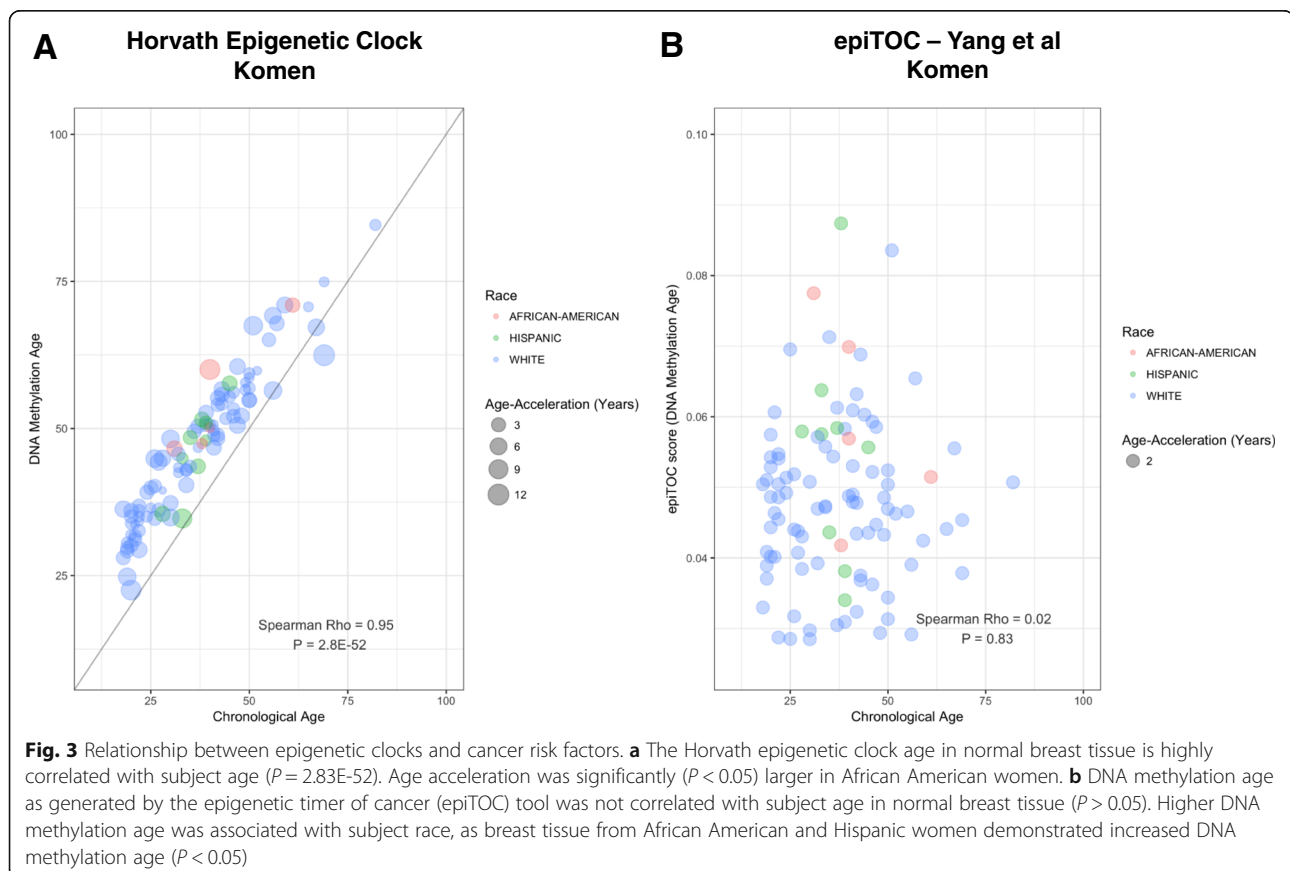 A
Horvath Epigenetic Clock
Komen
DNA Methylation Age
100
75
50
25
25
50
75
100
Chronological Age
Spearman Rho = 0.95
P = 2.8E-52
Race
AFRICAN-AMERICAN
HISPANIC
WHITE
Age-Acceleration (Years)
3
6
9
12
B
epiTOC – Yang et al
Komen
epiTOC score (DNA Methylation Age)
0.10
0.08
0.06
0.04
25
50
75
100
Chronological Age
Spearman Rho = 0.02
P = 0.83
Race
AFRICAN-AMERICAN
HISPANIC
WHITE
Age-Acceleration (Years)
2
Fig. 3 Relationship between epigenetic clocks and cancer risk factors. a The Horvath epigenetic clock age in normal breast tissue is highly
correlated with subject age (P = 2.83E-52). Age acceleration was significantly (P < 0.05) larger in African American women. b DNA methylation age
as generated by the epigenetic timer of cancer (epiTOC) tool was not correlated with subject age in normal breast tissue (P > 0.05). Higher DNA
methylation age was associated with subject race, as breast tissue from African American and Hispanic women demonstrated increased DNA
methylation age (P < 0.05)